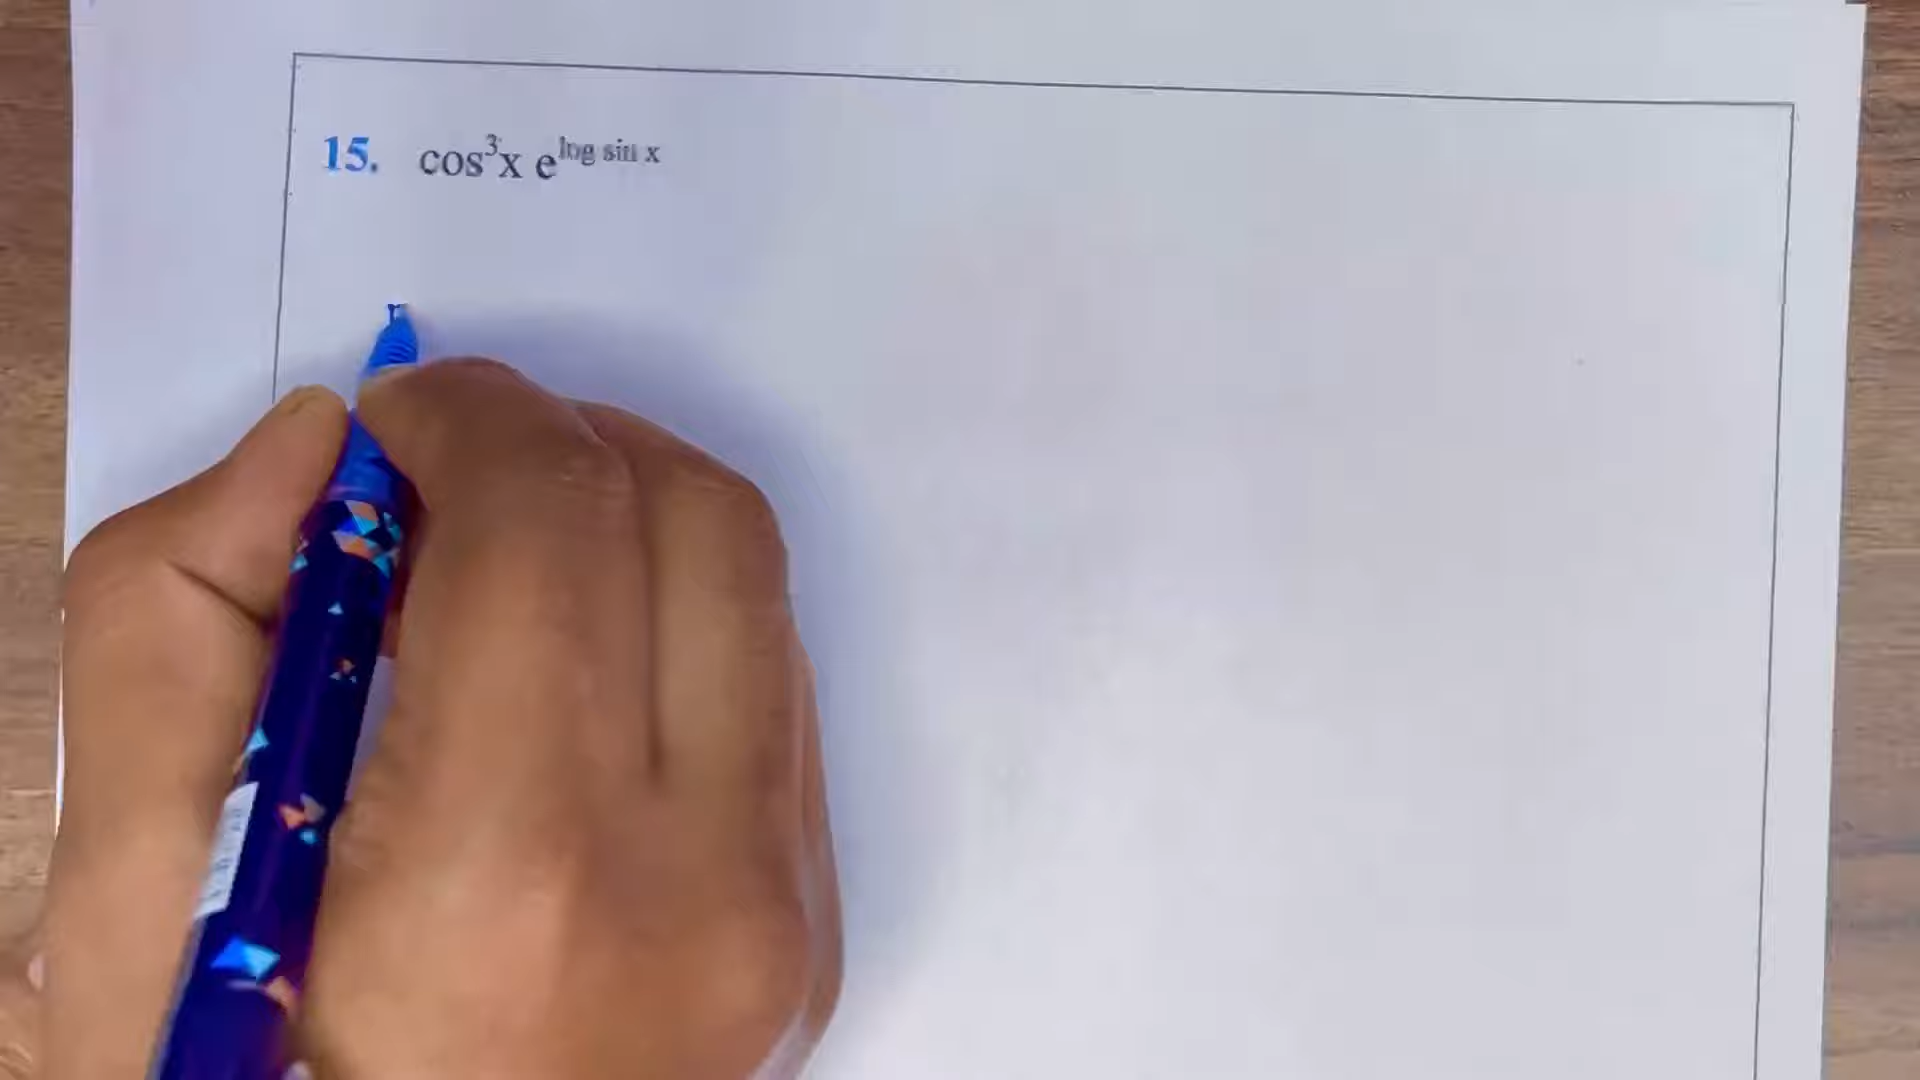 15. cos³x e^log sin x